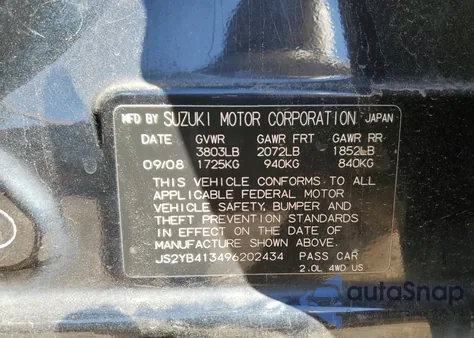 MFD BY SUZUKI MOTOR CORPORATION JAPAN
DATE GVWR GAWR FRT GAWR RR
3803LB 2072LB 1852LB
09/08 1725KG 940KG 840KG
THIS VEHICLE CONFORMS TO ALL
APPLICABLE FEDERAL MOTOR
VEHICLE SAFETY, BUMPER AND
THEFT PREVENTION STANDARDS
IN EFFECT ON THE DATE OF
MANUFACTURE SHOWN ABOVE.
JS2YB413496202434 PASS CAR
2.0L 4WD US
autoSnap